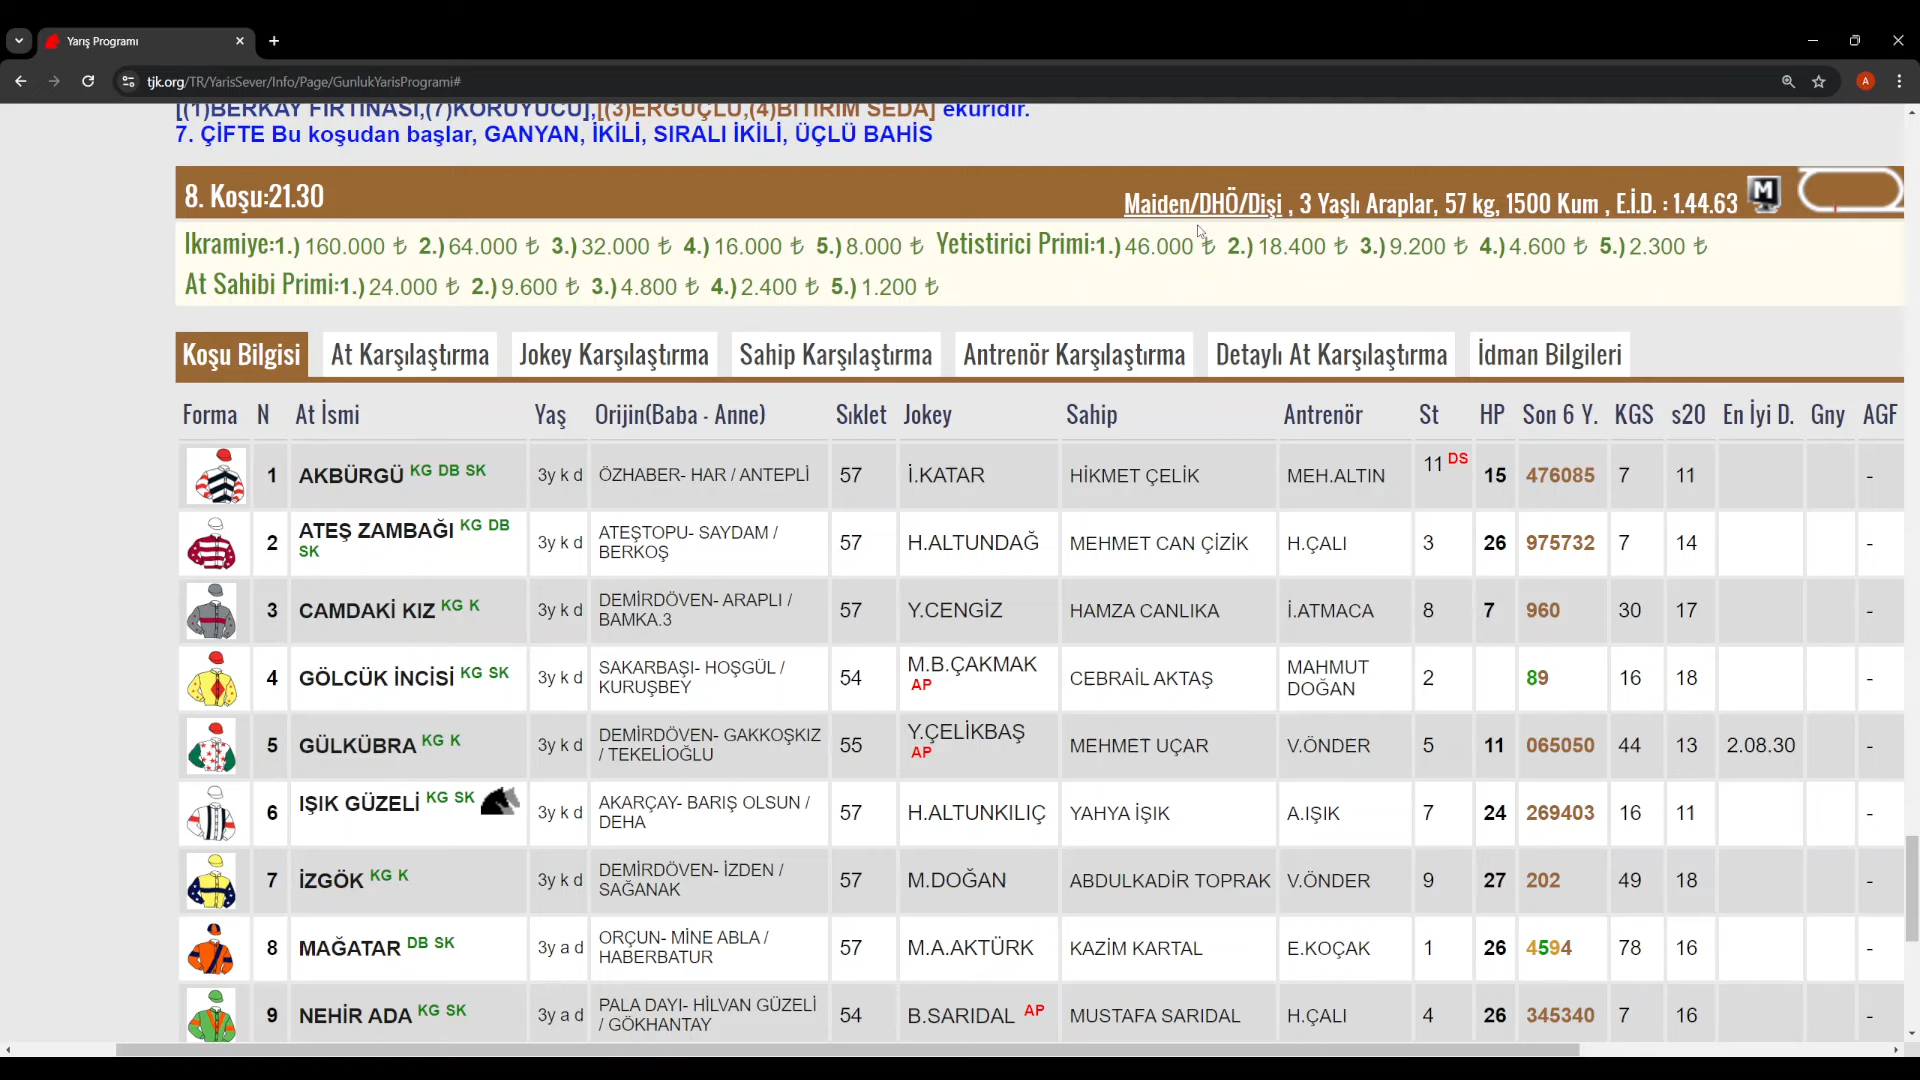 Yarış Programı
tjk.org/TR/YarisSever/Info/Page/GunlukYarisProgrami#
A
[(1)BERKAY FIRTINASI,(7)KORUYUCU],[(3)ERGÜÇLÜ,(4)BİTİRİM SEDA] eküridir.
7. ÇİFTE Bu koşudan başlar, GANYAN, İKİLİ, SIRALI İKİLİ, ÜÇLÜ BAHİS
8. Koşu:21.30 Maiden/DHÖ/Dişi , 3 Yaşlı Araplar, 57 kg, 1500 Kum , E.İ.D. : 1.44.63 M
Ikramiye:1.) 160.000 ₺ 2.) 64.000 ₺ 3.) 32.000 ₺ 4.) 16.000 ₺ 5.) 8.000 ₺ Yetistirici Primi:1.) 46.000 ₺ 2.) 18.400 ₺ 3.) 9.200 ₺ 4.) 4.600 ₺ 5.) 2.300 ₺
At Sahibi Primi:1.) 24.000 ₺ 2.) 9.600 ₺ 3.) 4.800 ₺ 4.) 2.400 ₺ 5.) 1.200 ₺
Koşu Bilgisi At Karşılaştırma Jokey Karşılaştırma Sahip Karşılaştırma Antrenör Karşılaştırma Detaylı At Karşılaştırma İdman Bilgileri
Forma N At İsmi Yaş Orijin(Baba - Anne) Sıklet Jokey Sahip Antrenör St HP Son 6 Y. KGS s20 En İyi D. Gny AGF
1 AKBÜRGÜ KG DB SK 3y k d ÖZHABER- HAR / ANTEPLİ 57 İ.KATAR HİKMET ÇELİK MEH.ALTIN 11 DS 15 476085 7 11 -
2 ATEŞ ZAMBAĞI KG DB SK 3y k d ATEŞTOPU- SAYDAM / BERKOŞ 57 H.ALTUNDAĞ MEHMET CAN ÇİZİK H.ÇALI 3 26 975732 7 14 -
3 CAMDAKİ KIZ KG K 3y k d DEMİRDÖVEN- ARAPLI / BAMKA.3 57 Y.CENGİZ HAMZA CANLIKA İ.ATMACA 8 7 960 30 17 -
4 GÖLCÜK İNCİSİ KG SK 3y k d SAKARBAŞI- HOŞGÜL / KURUŞBEY 54 M.B.ÇAKMAK AP CEBRAİL AKTAŞ MAHMUT DOĞAN 2 89 16 18 -
5 GÜLKÜBRA KG K 3y k d DEMİRDÖVEN- GAKKOŞKIZ / TEKELİOĞLU 55 Y.ÇELİKBAŞ AP MEHMET UÇAR V.ÖNDER 5 11 065050 44 13 2.08.30 -
6 IŞIK GÜZELİ KG SK 3y k d AKARÇAY- BARIŞ OLSUN / DEHA 57 H.ALTUNKILIÇ YAHYA IŞIK A.IŞIK 7 24 269403 16 11 -
7 İZGÖK KG K 3y k d DEMİRDÖVEN- İZDEN / SAĞANAK 57 M.DOĞAN ABDULKADİR TOPRAK V.ÖNDER 9 27 202 49 18 -
8 MAĞATAR DB SK 3y a d ORÇUN- MİNE ABLA / HABERBATUR 57 M.A.AKTÜRK KAZİM KARTAL E.KOÇAK 1 26 4594 78 16 -
9 NEHİR ADA KG SK 3y a d PALA DAYI- HİLVAN GÜZELİ / GÖKHANTAY 54 B.SARIDAL AP MUSTAFA SARIDAL H.ÇALI 4 26 345340 7 16 -